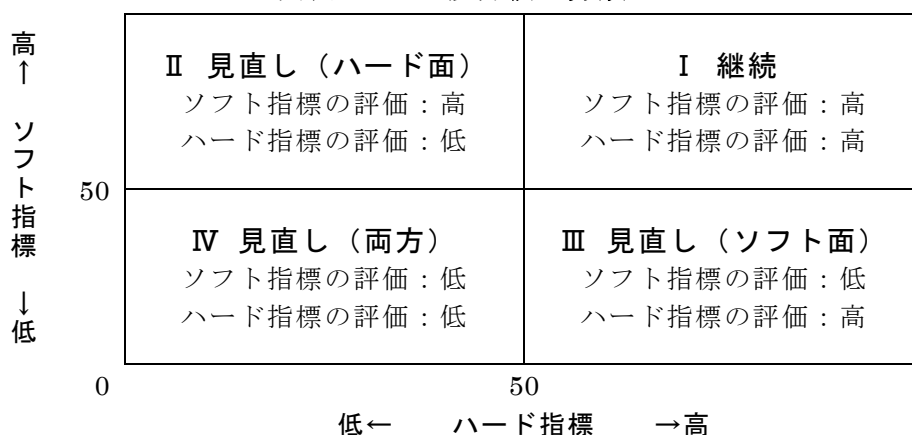 高←ソフト指標→低
Ⅱ 見直し（ハード面）
ソフト指標の評価：高
ハード指標の評価：低
Ⅰ 継続
ソフト指標の評価：高
ハード指標の評価：高
50
Ⅳ 見直し（両方）
ソフト指標の評価：低
ハード指標の評価：低
Ⅲ 見直し（ソフト面）
ソフト指標の評価：低
ハード指標の評価：高
0
50
低← ハード指標 →高